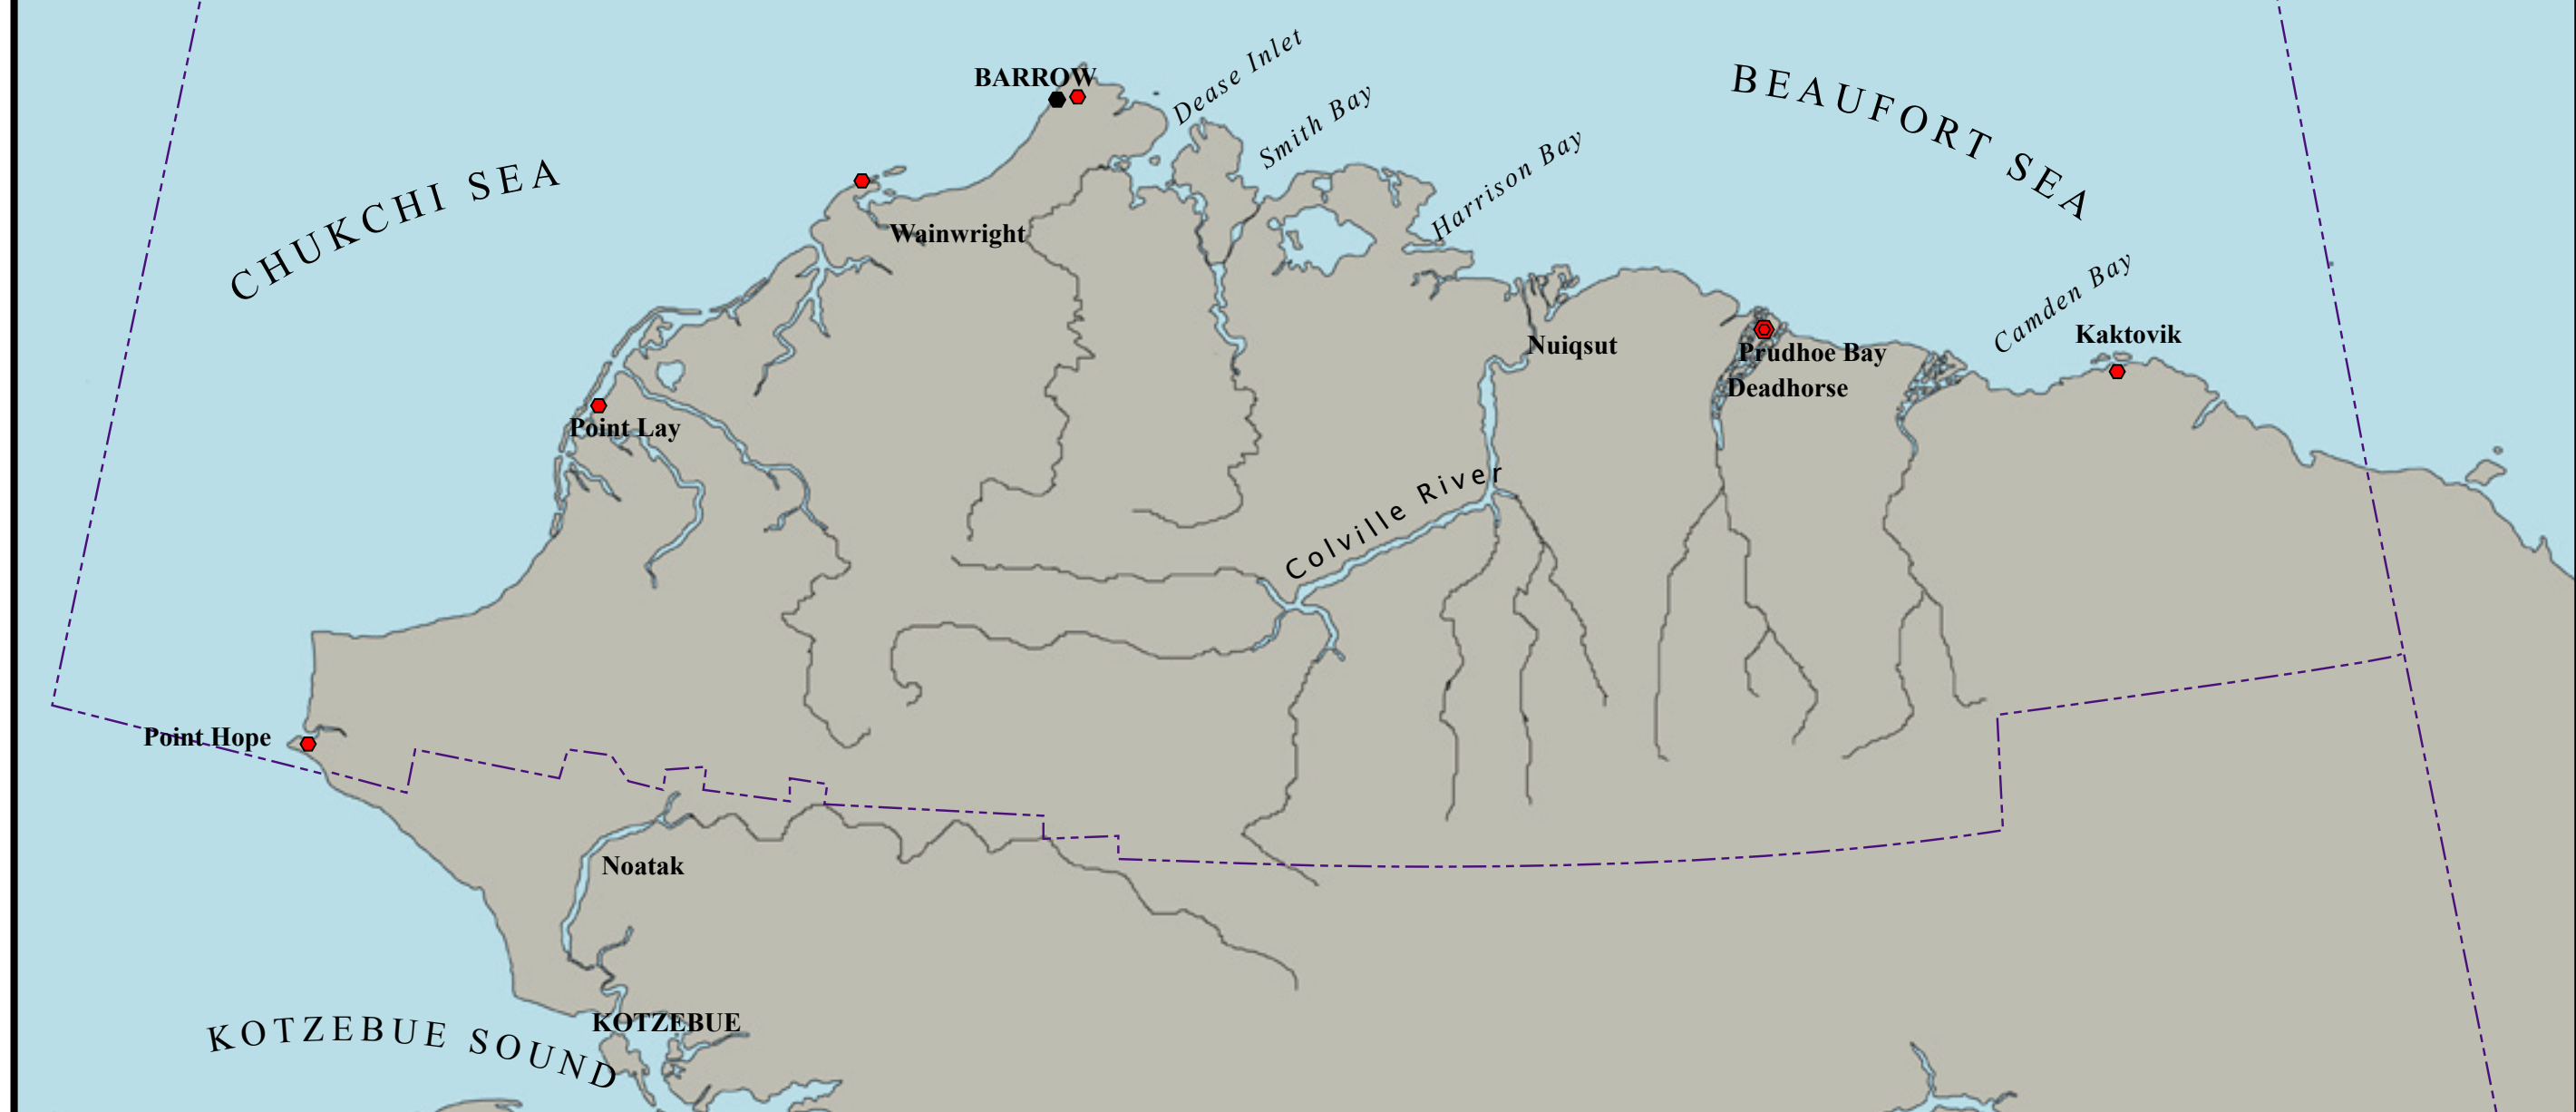 BARROW
Dease Inlet
Smith Bay
Harrison Bay
BEAUFORT SEA
CHUKCHI SEA
Wainwright
Camden Bay
Kaktovik
Nuiqsut
Prudhoe Bay
Deadhorse
Point Lay
Colville River
Point Hope
Noatak
KOTZEBUE
KOTZEBUE SOUND